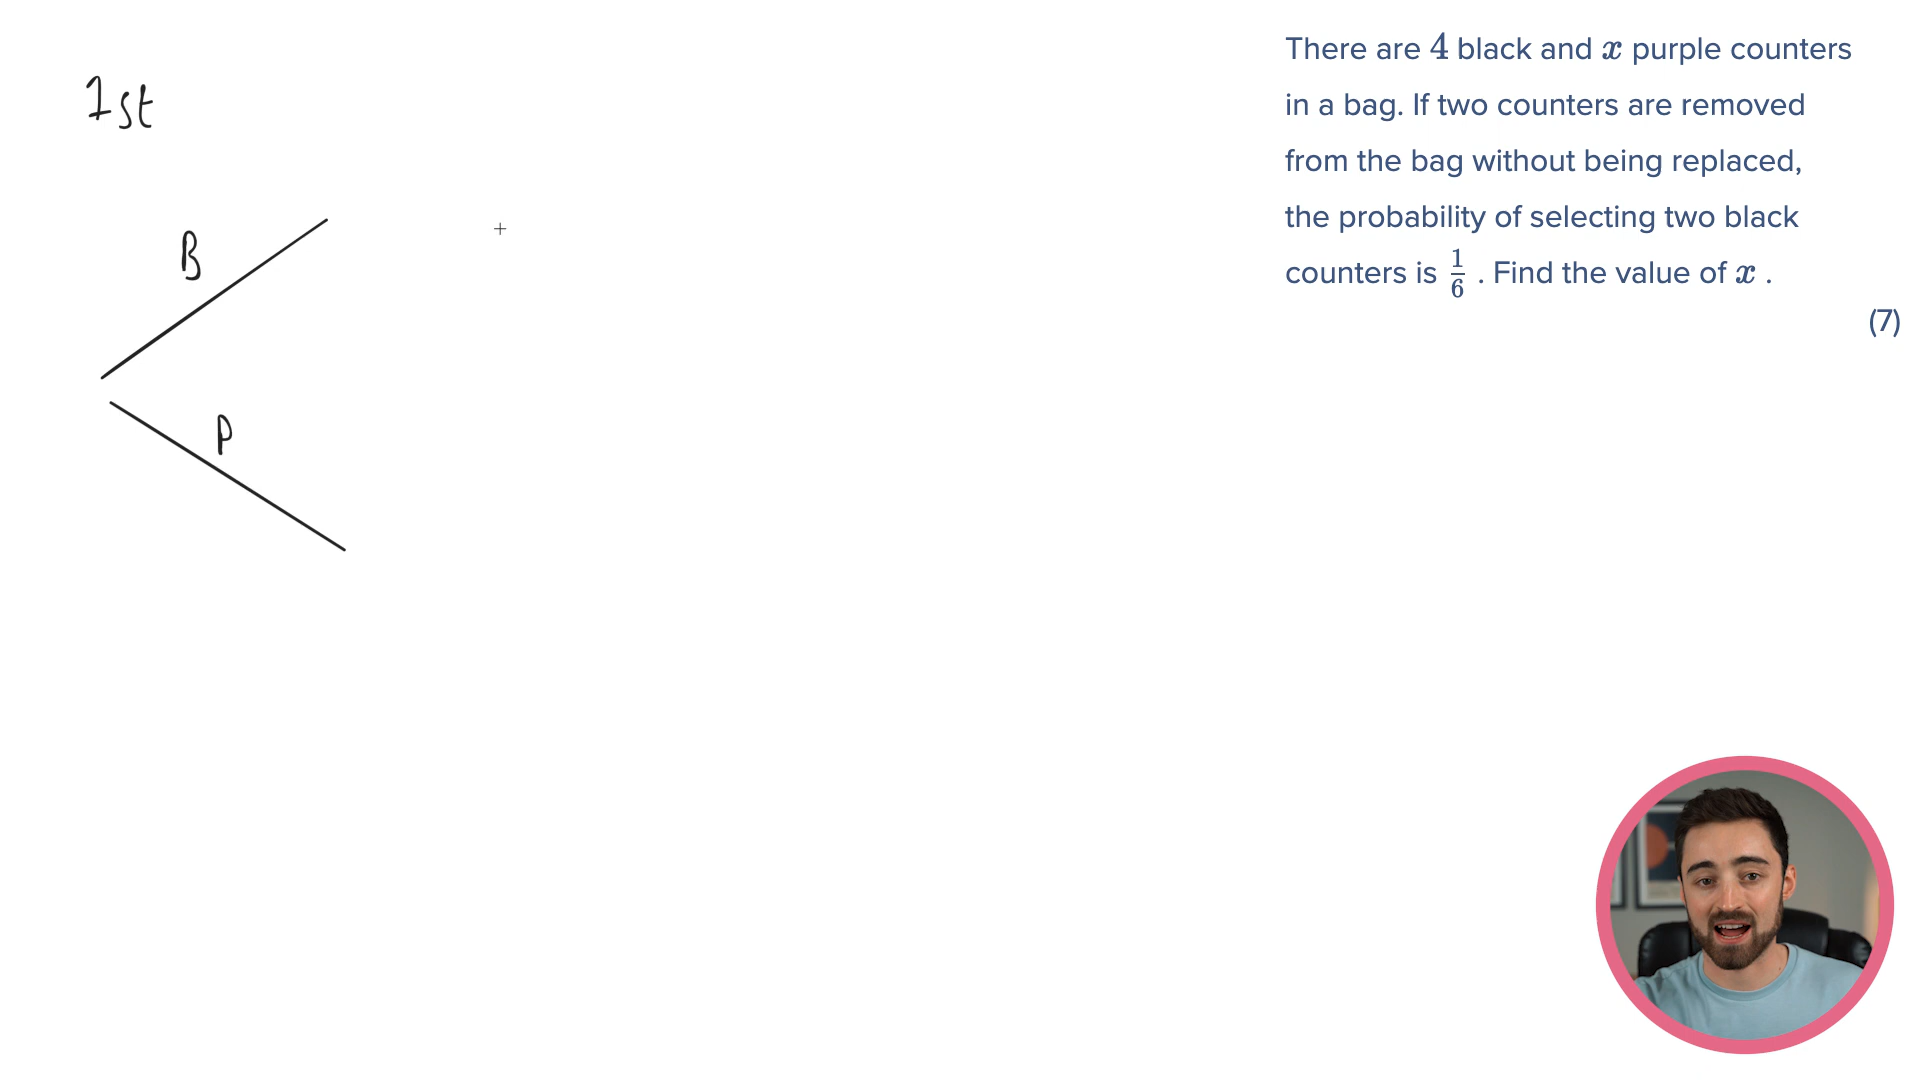 1st
B
P
There are 4 black and x purple counters
in a bag. If two counters are removed
from the bag without being replaced,
the probability of selecting two black
counters is 1/6 . Find the value of x .
(7)